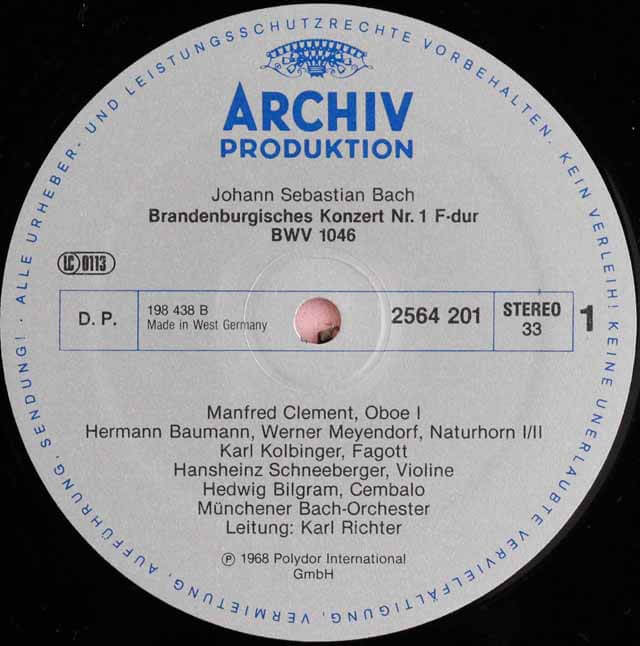 ALLE URHEBER- UND LEISTUNGSSCHUTZRECHTE VORBEHALTEN. KEIN VERLEIH! KEINE UNERLAUBTE VERVIELFÄLTIGUNG, VERMIETUNG, AUFFÜHRUNG, SENDUNG! ·
ARCHIV
PRODUKTION
Johann Sebastian Bach
Brandenburgisches Konzert Nr. 1 F-dur
BWV 1046
LC 0113
D. P.
198 438 B
Made in West Germany
2564 201
STEREO
33
1
Manfred Clement, Oboe I
Hermann Baumann, Werner Meyendorf, Naturhorn I/II
Karl Kolbinger, Fagott
Hansheinz Schneeberger, Violine
Hedwig Bilgram, Cembalo
Münchener Bach-Orchester
Leitung: Karl Richter
℗ 1968 Polydor International
GmbH